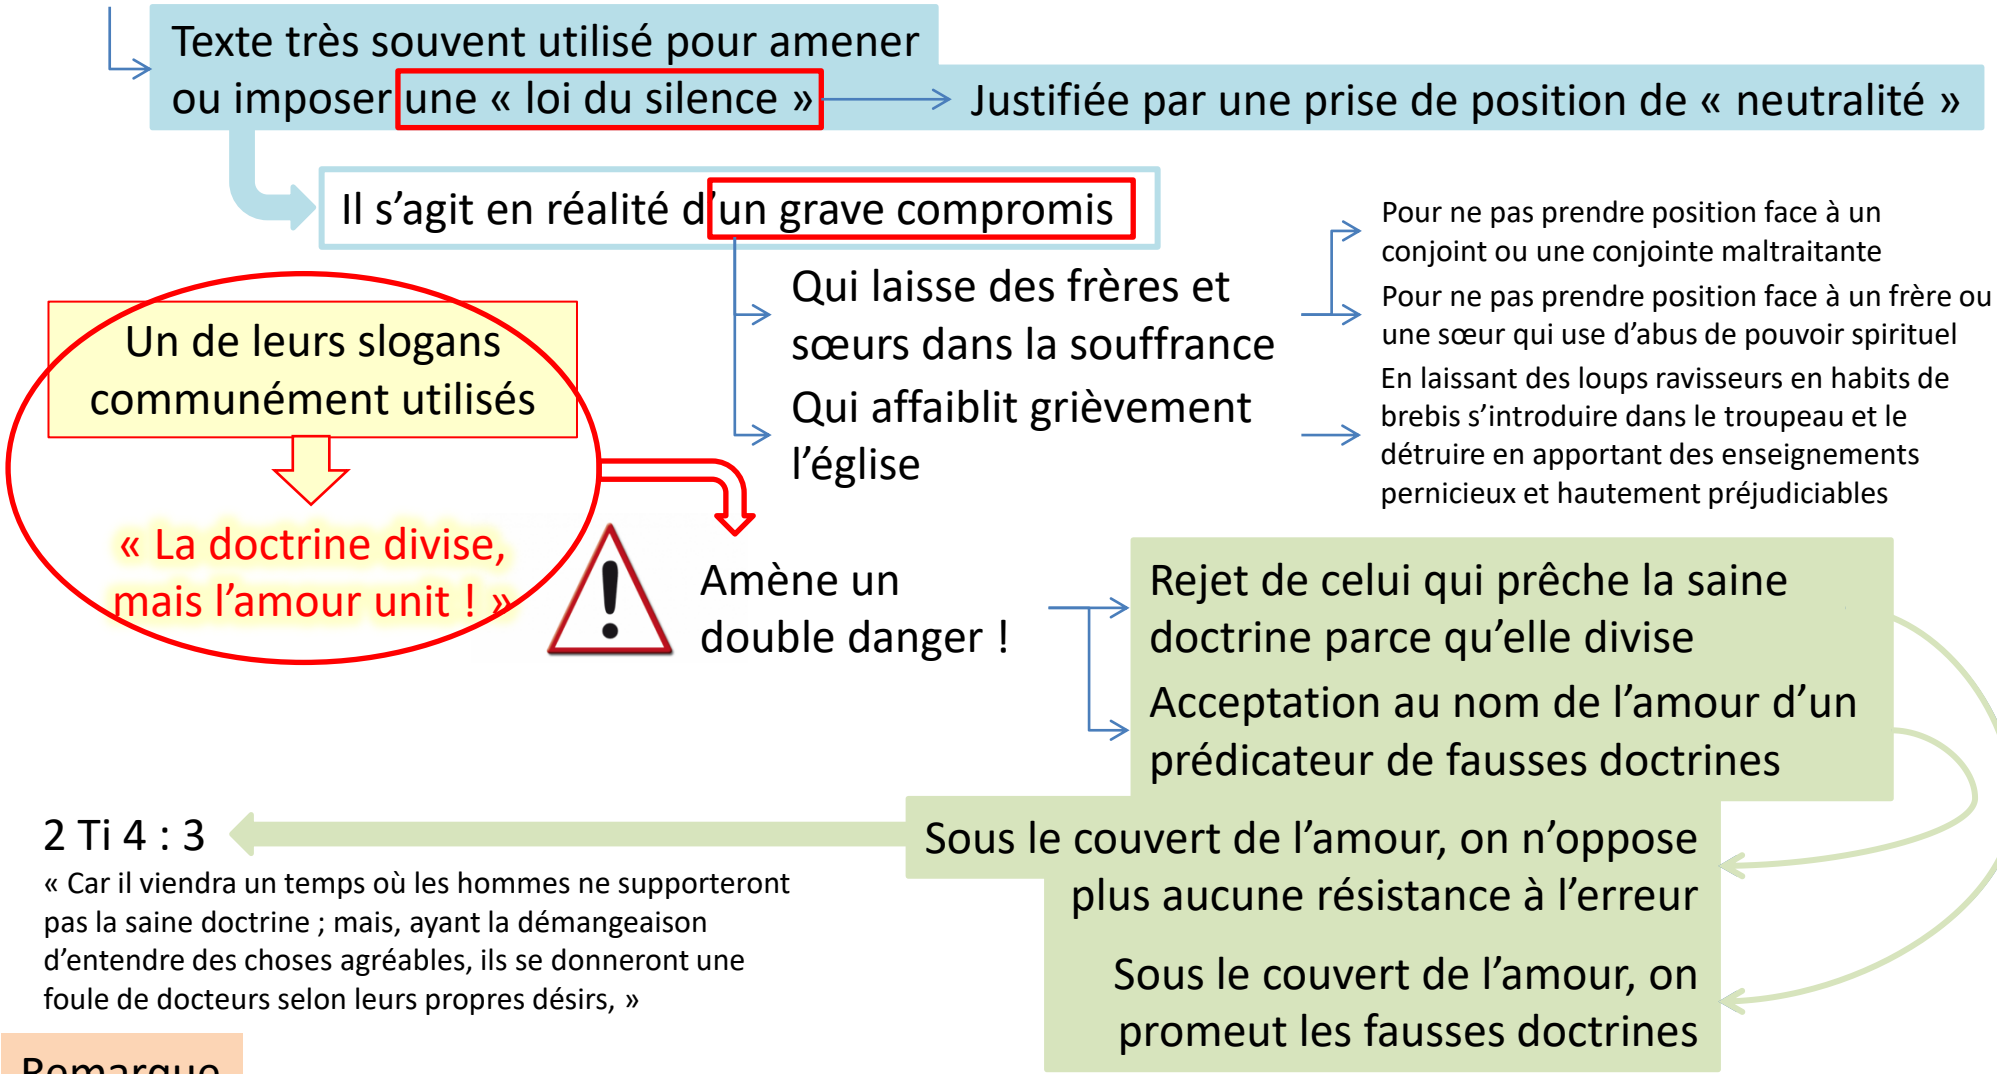 Texte très souvent utilisé pour amener
ou imposer une « loi du silence »
Justifiée par une prise de position de « neutralité »
Il s’agit en réalité d’un grave compromis
Qui laisse des frères et
sœurs dans la souffrance
Pour ne pas prendre position face à un
conjoint ou une conjointe maltraitante
Pour ne pas prendre position face à un frère ou
une sœur qui use d’abus de pouvoir spirituel
Qui affaiblit grièvement
l’église
En laissant des loups ravisseurs en habits de
brebis s’introduire dans le troupeau et le
détruire en apportant des enseignements
pernicieux et hautement préjudiciables
Un de leurs slogans
communément utilisés
« La doctrine divise,
mais l’amour unit ! »
Amène un
double danger !
Rejet de celui qui prêche la saine
doctrine parce qu’elle divise
Acceptation au nom de l’amour d’un
prédicateur de fausses doctrines
Sous le couvert de l’amour, on n’oppose
plus aucune résistance à l’erreur
Sous le couvert de l’amour, on
promeut les fausses doctrines
2 Ti 4 : 3
« Car il viendra un temps où les hommes ne supporteront
pas la saine doctrine ; mais, ayant la démangeaison
d’entendre des choses agréables, ils se donneront une
foule de docteurs selon leurs propres désirs, »
Remarque